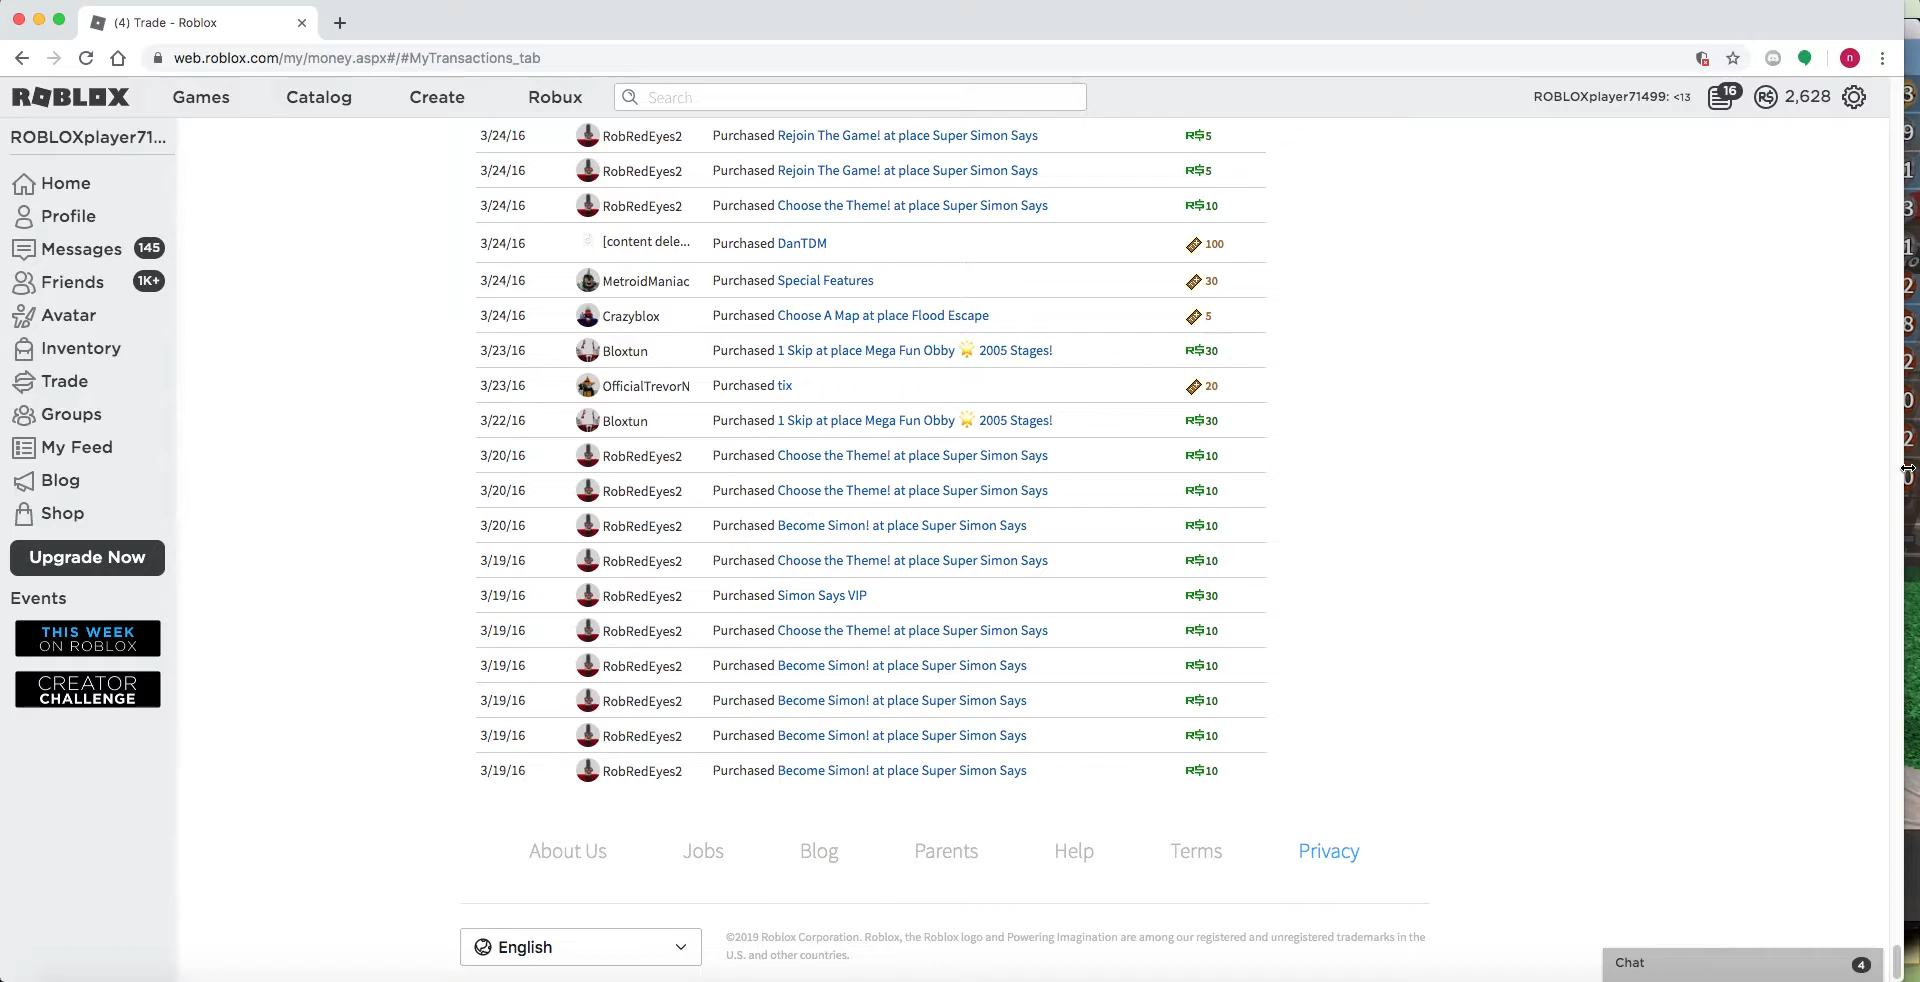 (4) Trade - Roblox
web.roblox.com/my/money.aspx#/#MyTransactions_tab
n
ROBLOX Games Catalog Create Robux Search ROBLOXplayer71499: <13 16 2,628
ROBLOXplayer71...
Home
Profile
Messages 145
Friends 1K+
Avatar
Inventory
Trade
Groups
My Feed
Blog
Shop
Upgrade Now
Events
THIS WEEK
ON ROBLOX
CREATOR
CHALLENGE
3/24/16 RobRedEyes2 Purchased Rejoin The Game! at place Super Simon Says R$5
3/24/16 RobRedEyes2 Purchased Rejoin The Game! at place Super Simon Says R$5
3/24/16 RobRedEyes2 Purchased Choose the Theme! at place Super Simon Says R$10
3/24/16 [content dele... Purchased DanTDM 100
3/24/16 MetroidManiac Purchased Special Features 30
3/24/16 Crazyblox Purchased Choose A Map at place Flood Escape 5
3/23/16 Bloxtun Purchased 1 Skip at place Mega Fun Obby 🌟 2005 Stages! R$30
3/23/16 OfficialTrevorN Purchased tix 20
3/22/16 Bloxtun Purchased 1 Skip at place Mega Fun Obby 🌟 2005 Stages! R$30
3/20/16 RobRedEyes2 Purchased Choose the Theme! at place Super Simon Says R$10
3/20/16 RobRedEyes2 Purchased Choose the Theme! at place Super Simon Says R$10
3/20/16 RobRedEyes2 Purchased Become Simon! at place Super Simon Says R$10
3/19/16 RobRedEyes2 Purchased Choose the Theme! at place Super Simon Says R$10
3/19/16 RobRedEyes2 Purchased Simon Says VIP R$30
3/19/16 RobRedEyes2 Purchased Choose the Theme! at place Super Simon Says R$10
3/19/16 RobRedEyes2 Purchased Become Simon! at place Super Simon Says R$10
3/19/16 RobRedEyes2 Purchased Become Simon! at place Super Simon Says R$10
3/19/16 RobRedEyes2 Purchased Become Simon! at place Super Simon Says R$10
3/19/16 RobRedEyes2 Purchased Become Simon! at place Super Simon Says R$10
About Us Jobs Blog Parents Help Terms Privacy
English
©2019 Roblox Corporation. Roblox, the Roblox logo and Powering Imagination are among our registered and unregistered trademarks in the
U.S. and other countries.
Chat 4